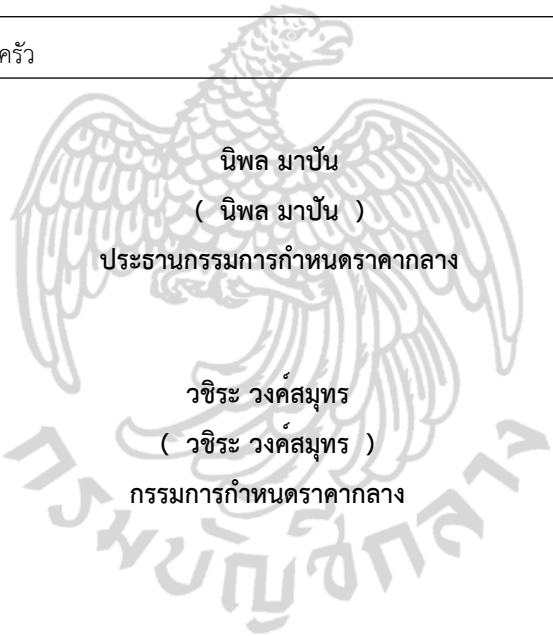 ครัว
นิพล มาปัน
( นิพล มาปัน )
ประธานกรรมการกำหนดราคากลาง
วชิระ วงค์สมุทร
( วชิระ วงค์สมุทร )
กรรมการกำหนดราคากลาง
กรมบัญชีกลาง